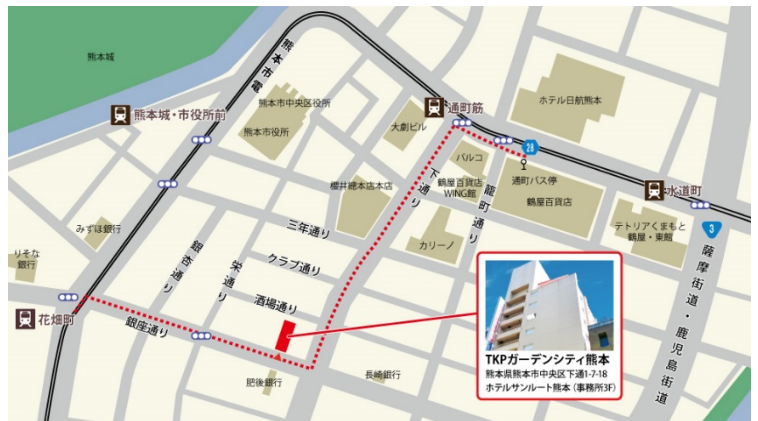 熊本城
熊本市電
熊本城・市役所前
熊本市中央区役所
熊本市役所
通町筋
大劇ビル
ホテル日航熊本
28
パルコ
鶴屋百貨店
WING館
通町バス停
鶴屋百貨店
水道町
下通り
櫻井總本店本店
カリーノ
テトリアくまもと
鶴屋・東館
3
薩摩街道・鹿児島街道
三年坂通り
クラブ通り
酒場通り
栄通り
銀杏通り
みずほ銀行
りそな
銀行
花畑町
銀座通り
肥後銀行
長崎銀行
TKPガーデンシティ熊本
熊本県熊本市中央区下通1-7-18
ホテルサンルート熊本(事務所3F)